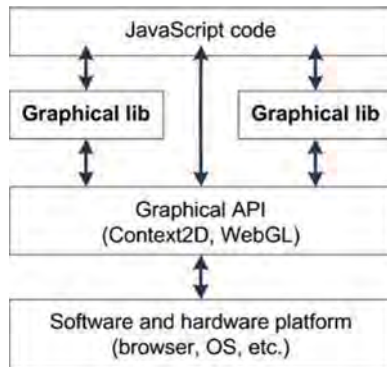 JavaScript code
Graphical lib
Graphical lib
Graphical API
(Context2D, WebGL)
Software and hardware platform
(browser, OS, etc.)